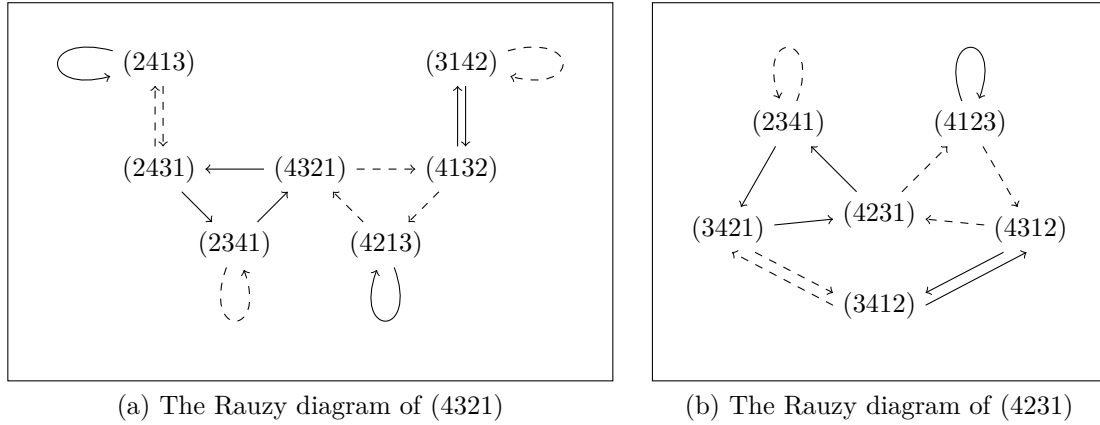 (2413) (3142)
(2431) (4321) (4132)
(2341) (4213)
(a) The Rauzy diagram of (4321)
(2341) (4123)
(3421) (4231) (4312)
(3412)
(b) The Rauzy diagram of (4231)